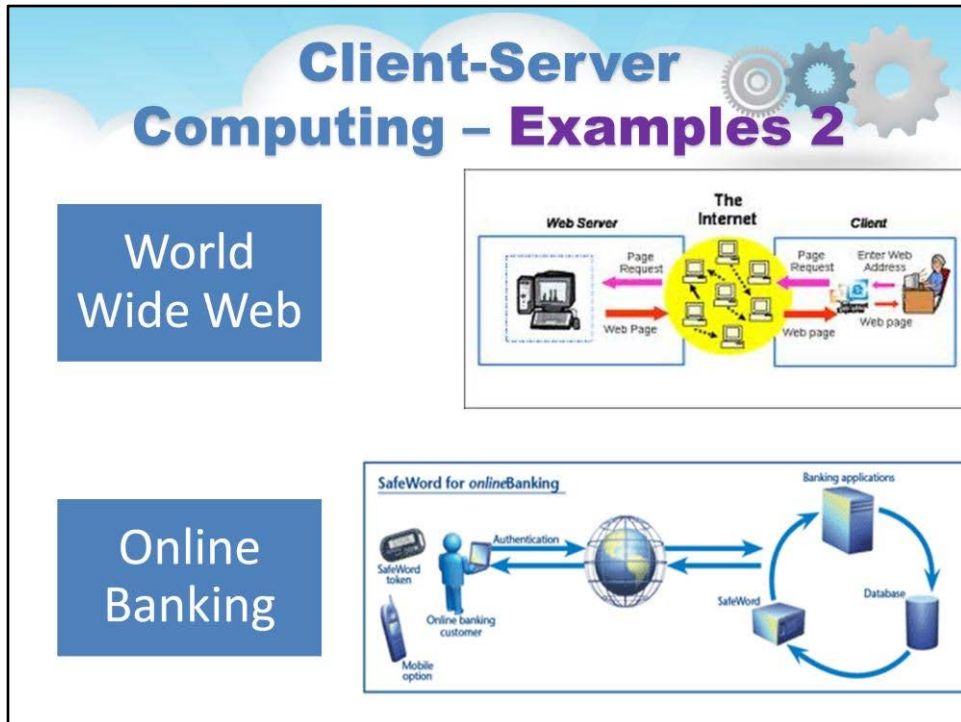 Client-Server
Computing – Examples 2
World
Wide Web
The
Internet
Web Server
Client
Page
Request
Web Page
Page
Request
Enter Web
Address
Web page
Web page
Online
Banking
SafeWord for onlineBanking
Banking applications
Authentication
SafeWord
token
Online banking
customer
Mobile
option
SafeWord
Database